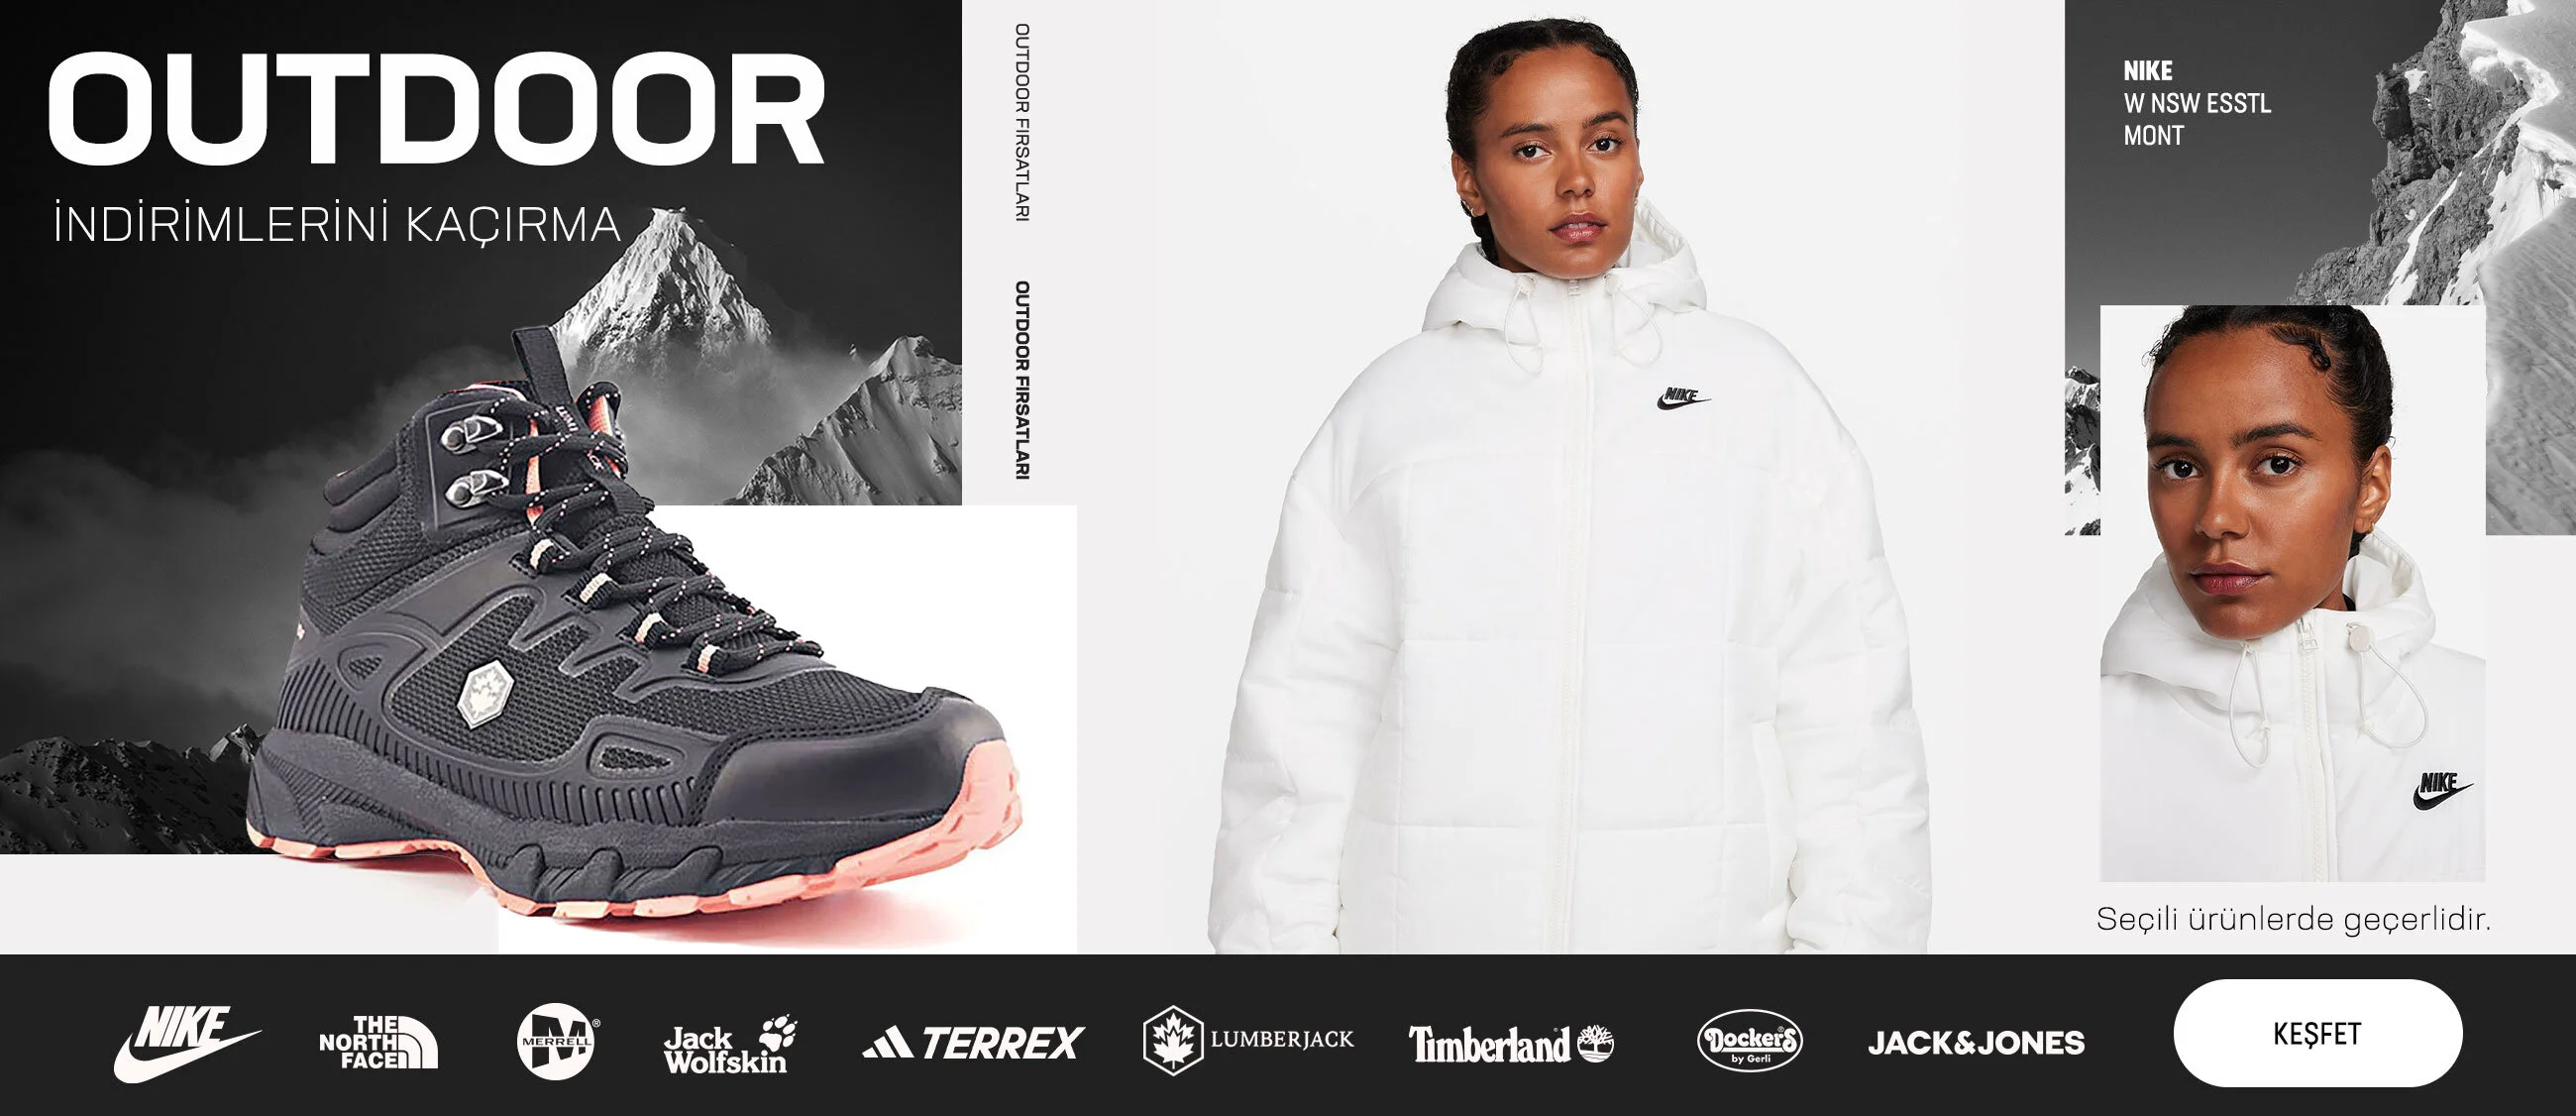 OUTDOOR
İNDİRİMLERİNİ KAÇIRMA
OUTDOOR FIRSATLARI
OUTDOOR FIRSATLARI
NIKE
NIKE
W NSW ESSTL
MONT
NIKE
Seçili ürünlerde geçerlidir.
NIKE
THE
NORTH
FACE
MERRELL®
Jack
Wolfskin
TERREX
LUMBERJACK
Timberland
Dockers®
by Gerli
JACK&JONES
KEŞFET